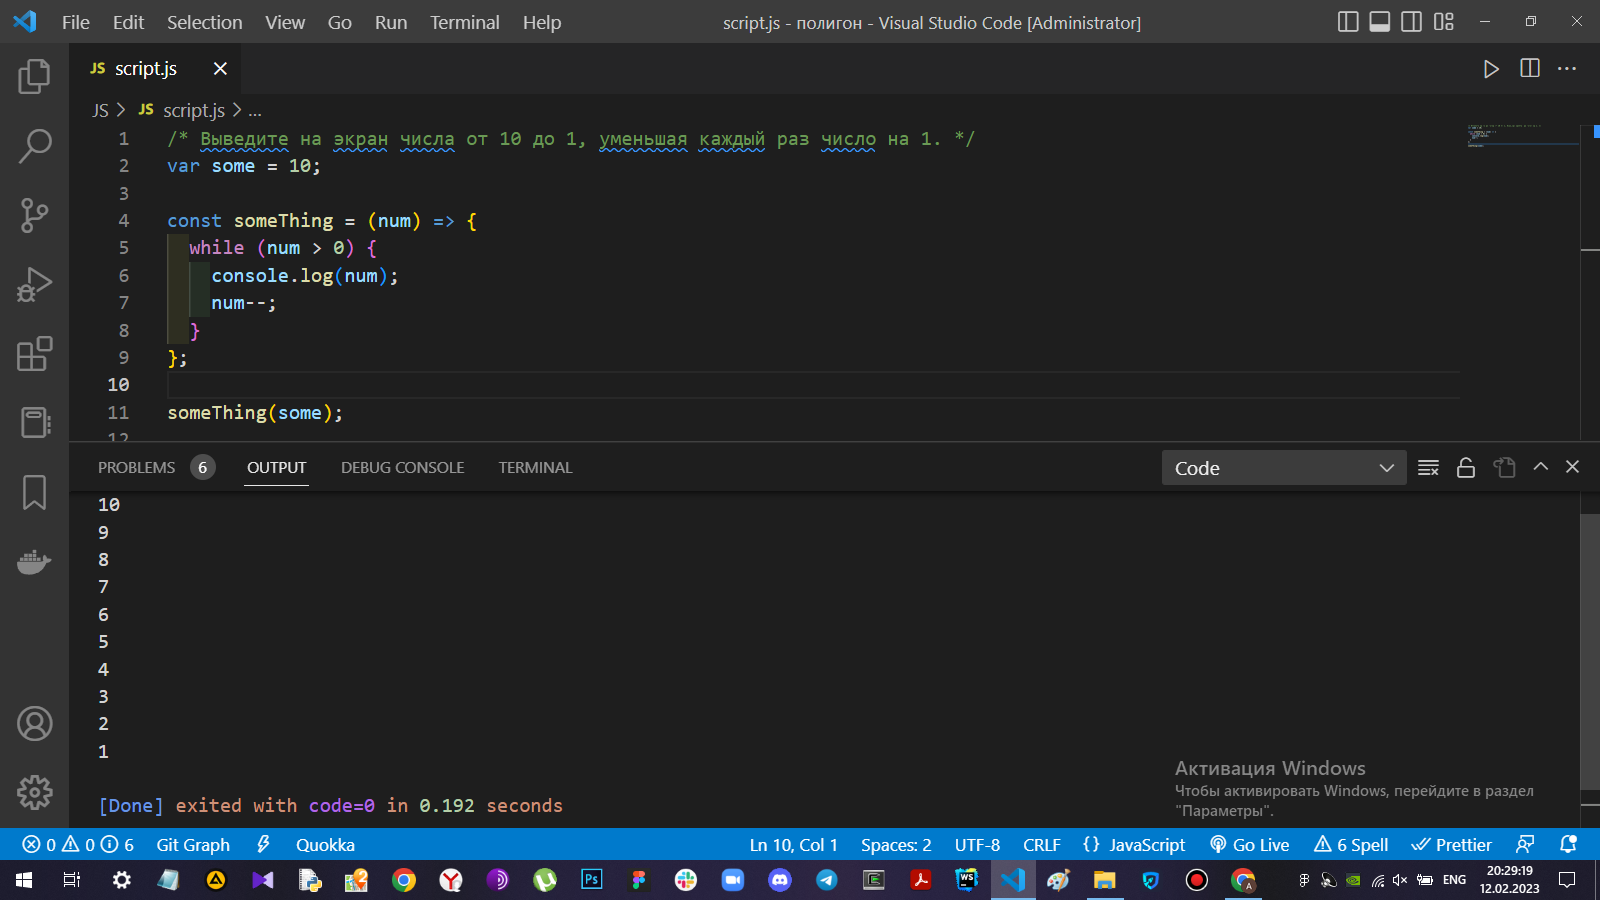 File Edit Selection View Go Run Terminal Help script.js - полигон - Visual Studio Code [Administrator]
JS script.js
JS > JS script.js > ...
1 /* Выведите на экран числа от 10 до 1, уменьшая каждый раз число на 1. */
2 var some = 10;
3
4 const someThing = (num) => {
5 while (num > 0) {
6 console.log(num);
7 num--;
8 }
9 };
10
11 someThing(some);
12
PROBLEMS 6 OUTPUT DEBUG CONSOLE TERMINAL Code
10
9
8
7
6
5
4
3
2
1
[Done] exited with code=0 in 0.192 seconds
Активация Windows
Чтобы активировать Windows, перейдите в раздел
"Параметры".
0 0 6 Git Graph Quokka Ln 10, Col 1 Spaces: 2 UTF-8 CRLF {} JavaScript Go Live 6 Spell Prettier
Ps WS A ENG 20:29:19
12.02.2023